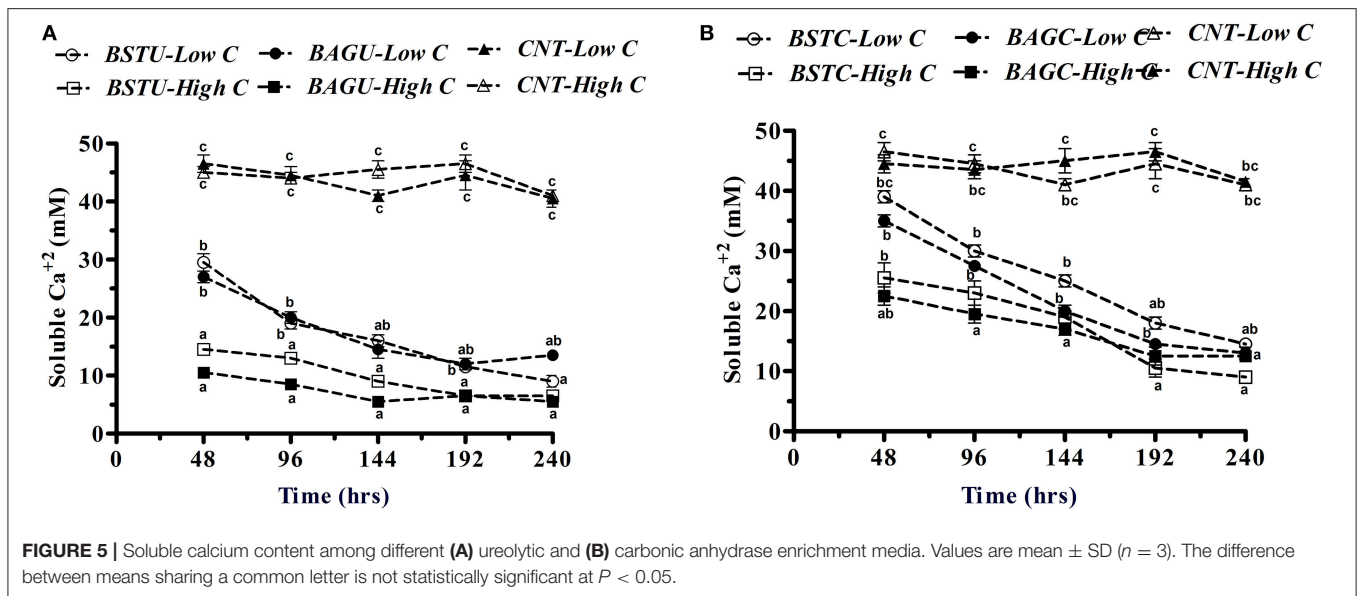 A
BSTU-Low C BAGU-Low C CNT-Low C
BSTU-High C BAGU-High C CNT-High C
50
40
30
20
10
0
Soluble Ca+2 (mM)
c c c c c
c c c c c
b b ab ab ab
b b a b a
a a a a a
a a a a a
0 48 96 144 192 240
Time (hrs)
B
BSTC-Low C BAGC-Low C CNT-Low C
BSTC-High C BAGC-High C CNT-High C
50
40
30
20
10
0
Soluble Ca+2 (mM)
c c c c bc
bc bc bc c bc
b b b ab ab
b b b b a
ab a a a a
0 48 96 144 192 240
Time (hrs)
FIGURE 5 | Soluble calcium content among different (A) ureolytic and (B) carbonic anhydrase enrichment media. Values are mean ± SD (n = 3). The difference
between means sharing a common letter is not statistically significant at P < 0.05.